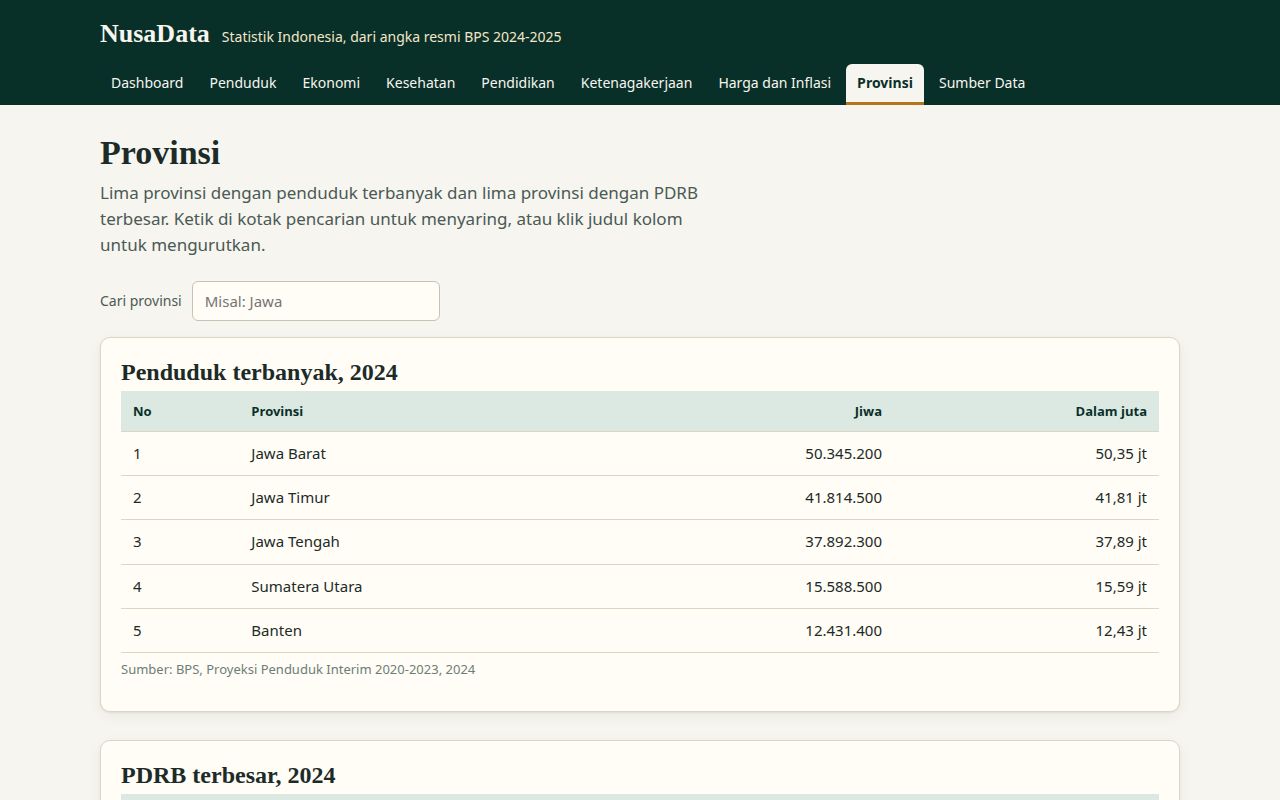 NusaData Statistik Indonesia, dari angka resmi BPS 2024-2025
Dashboard Penduduk Ekonomi Kesehatan Pendidikan Ketenagakerjaan Harga dan Inflasi Provinsi Sumber Data
Provinsi
Lima provinsi dengan penduduk terbanyak dan lima provinsi dengan PDRB
terbesar. Ketik di kotak pencarian untuk menyaring, atau klik judul kolom
untuk mengurutkan.
Cari provinsi Misal: Jawa
Penduduk terbanyak, 2024
No Provinsi Jiwa Dalam juta
1 Jawa Barat 50.345.200 50,35 jt
2 Jawa Timur 41.814.500 41,81 jt
3 Jawa Tengah 37.892.300 37,89 jt
4 Sumatera Utara 15.588.500 15,59 jt
5 Banten 12.431.400 12,43 jt
Sumber: BPS, Proyeksi Penduduk Interim 2020-2023, 2024
PDRB terbesar, 2024